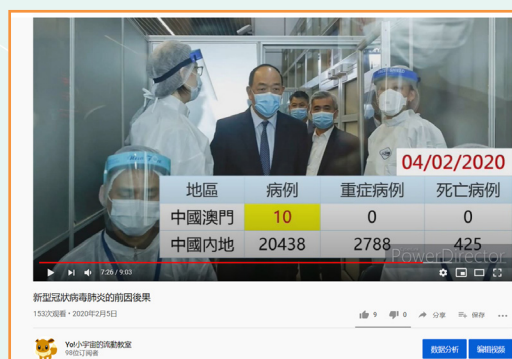 04/02/2020
地區 病例 重症病例 死亡病例
中國澳門 10 0 0
中國內地 20438 2788 425
PowerDirector
7:26 / 9:03
新型冠狀病毒肺炎的前因後果
153次观看·2020年2月5日
9 0 分享 保存
Yo!小宇宙的流動教室
98位订阅者
数据分析 编辑视频